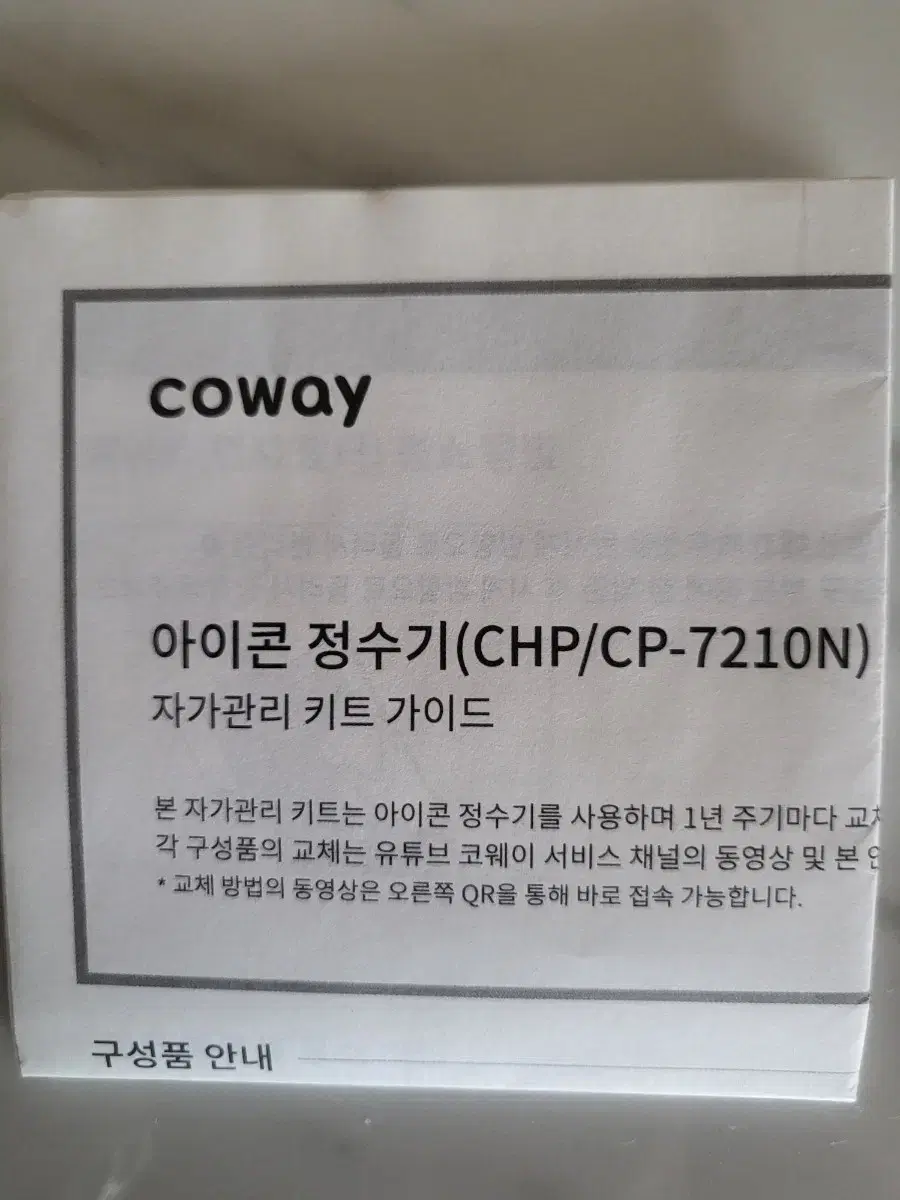 coway
아이콘 정수기(CHP/CP-7210N)
자가관리 키트 가이드
본 자가관리 키트는 아이콘 정수기를 사용하며 1년 주기마다
각 구성품의 교체는 유튜브 코웨이 서비스 채널의 동영상 및 본
* 교체 방법의 동영상은 오른쪽 QR을 통해 바로 접속 가능합니다.
구성품 안내